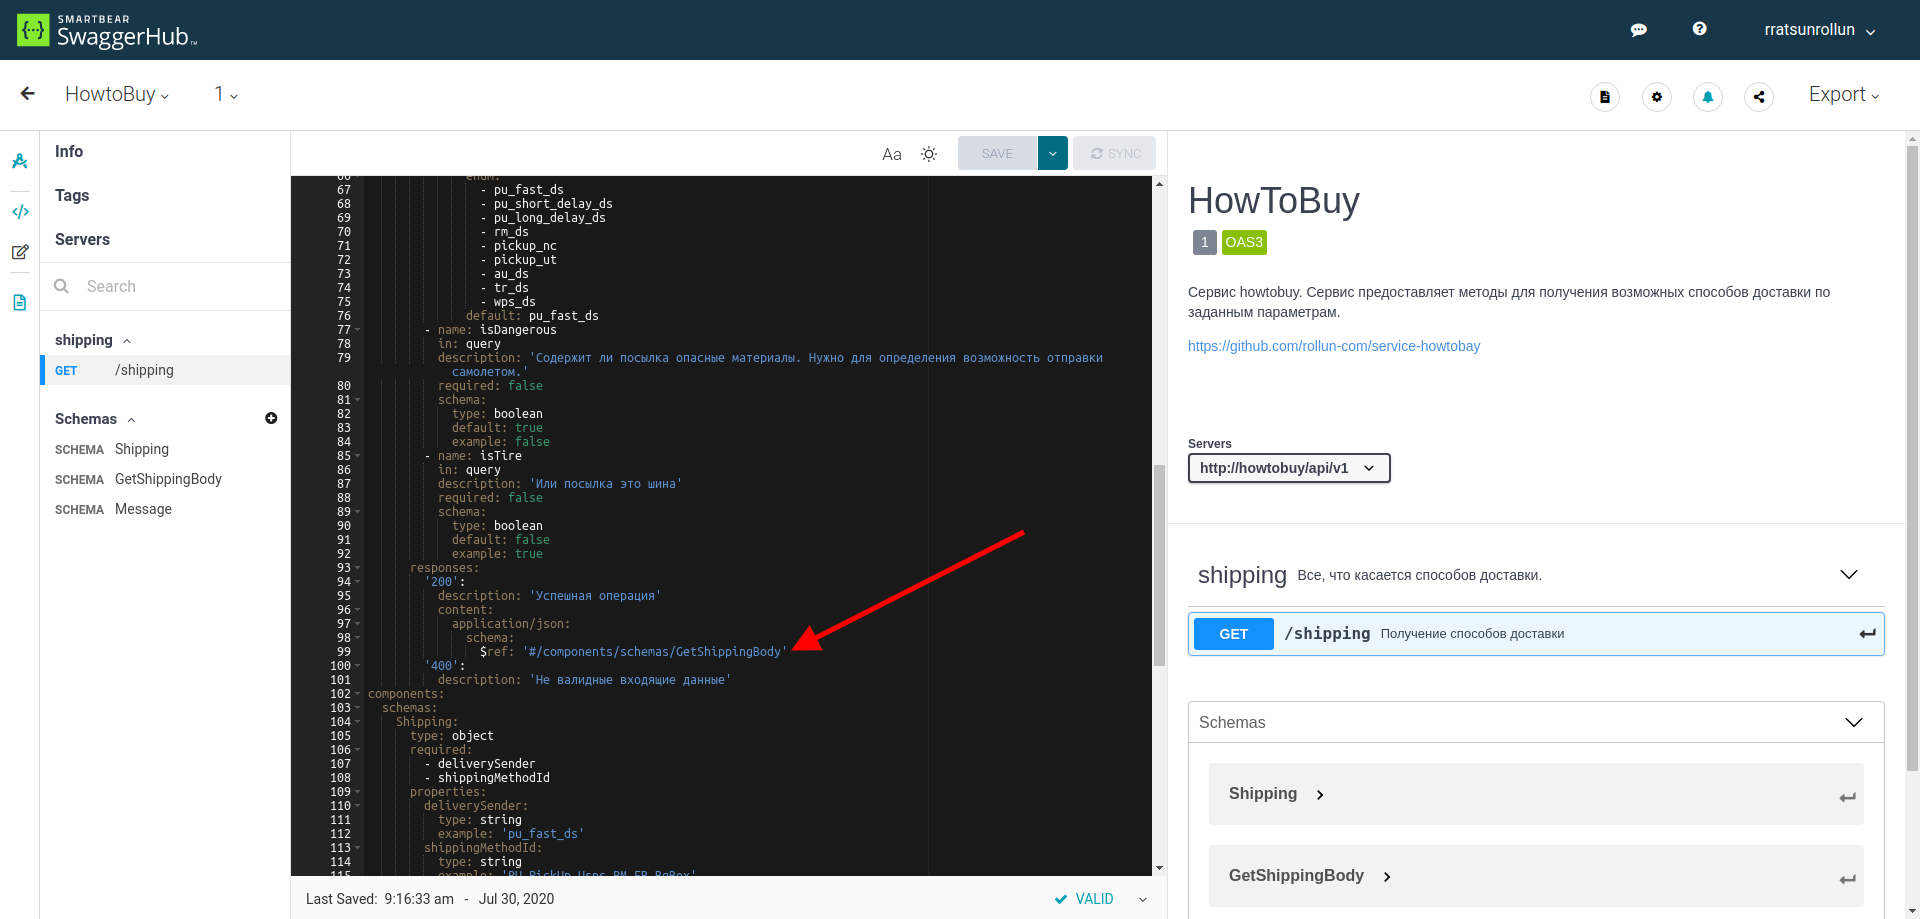 SMARTBEAR
SwaggerHub™
rratsunrollun
HowtoBuy
1
Export
Info
Tags
Servers
Search
shipping
GET /shipping
Schemas
SCHEMA Shipping
SCHEMA GetShippingBody
SCHEMA Message
Aa
SAVE
SYNC
66 enum:
67 - pu_fast_ds
68 - pu_short_delay_ds
69 - pu_long_delay_ds
70 - rm_ds
71 - pickup_nc
72 - pickup_ut
73 - au_ds
74 - tr_ds
75 - wps_ds
76 default: pu_fast_ds
77 - name: isDangerous
78 in: query
79 description: 'Содержит ли посылка опасные материалы. Нужно для определения возможность отправки
самолетом.'
80 required: false
81 schema:
82 type: boolean
83 default: true
84 example: false
85 - name: isTire
86 in: query
87 description: 'Или посылка это шина'
88 required: false
89 schema:
90 type: boolean
91 default: false
92 example: true
93 responses:
94 '200':
95 description: 'Успешная операция'
96 content:
97 application/json:
98 schema:
99 $ref: '#/components/schemas/GetShippingBody'
100 '400':
101 description: 'Не валидные входящие данные'
102 components:
103 schemas:
104 Shipping:
105 type: object
106 required:
107 - deliverySender
108 - shippingMethodId
109 properties:
110 deliverySender:
111 type: string
112 example: 'pu_fast_ds'
113 shippingMethodId:
114 type: string
115 example: 'PU-PickUp-Usps-PM-FR-RgBox'
Last Saved: 9:16:33 am - Jul 30, 2020
VALID
HowToBuy
1 OAS3
Сервис howtobuy. Сервис предоставляет методы для получения возможных способов доставки по
заданным параметрам.
https://github.com/rollun-com/service-howtobay
Servers
http://howtobuy/api/v1
shipping Все, что касается способов доставки.
GET /shipping Получение способов доставки
Schemas
Shipping
GetShippingBody